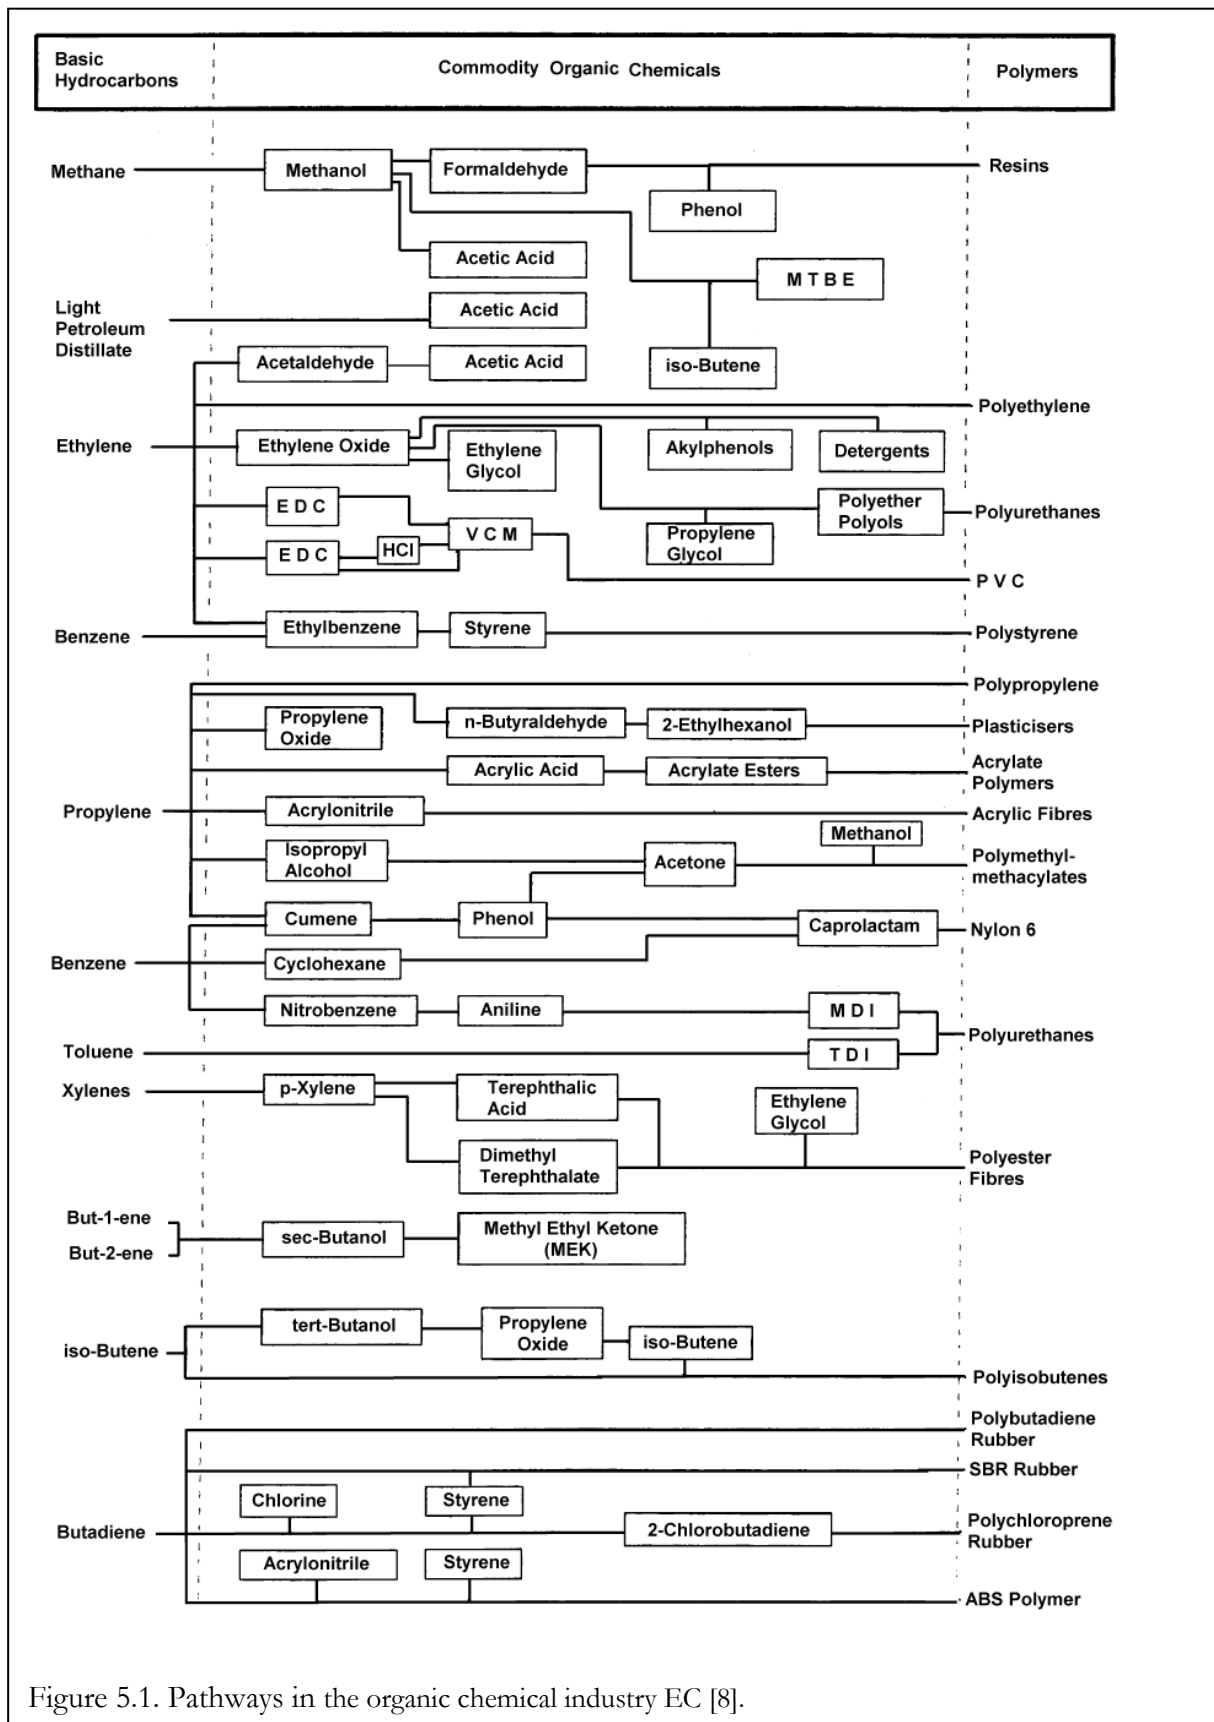 Basic
Hydrocarbons
Commodity Organic Chemicals
Polymers
Methane
Methanol
Formaldehyde
Resins
Phenol
Acetic Acid
M T B E
Light
Petroleum
Distillate
Acetic Acid
Acetaldehyde
Acetic Acid
iso-Butene
Polyethylene
Ethylene
Ethylene Oxide
Ethylene
Glycol
Akylphenols
Detergents
E D C
Polyether
Polyols
Polyurethanes
V C M
Propylene
Glycol
E D C
HCI
P V C
Benzene
Ethylbenzene
Styrene
Polystyrene
Polypropylene
Propylene
Oxide
n-Butyraldehyde
2-Ethylhexanol
Plasticisers
Acrylic Acid
Acrylate Esters
Acrylate
Polymers
Propylene
Acrylonitrile
Acrylic Fibres
Methanol
Isopropyl
Alcohol
Acetone
Polymethyl-
methacylates
Cumene
Phenol
Caprolactam
Nylon 6
Benzene
Cyclohexane
Nitrobenzene
Aniline
M D I
Polyurethanes
Toluene
T D I
Xylenes
p-Xylene
Terephthalic
Acid
Ethylene
Glycol
Dimethyl
Terephthalate
Polyester
Fibres
But-1-ene
But-2-ene
sec-Butanol
Methyl Ethyl Ketone
(MEK)
iso-Butene
tert-Butanol
Propylene
Oxide
iso-Butene
Polyisobutenes
Polybutadiene
Rubber
SBR Rubber
Chlorine
Styrene
Butadiene
2-Chlorobutadiene
Polychloroprene
Rubber
Acrylonitrile
Styrene
ABS Polymer
Figure 5.1. Pathways in the organic chemical industry EC [8].